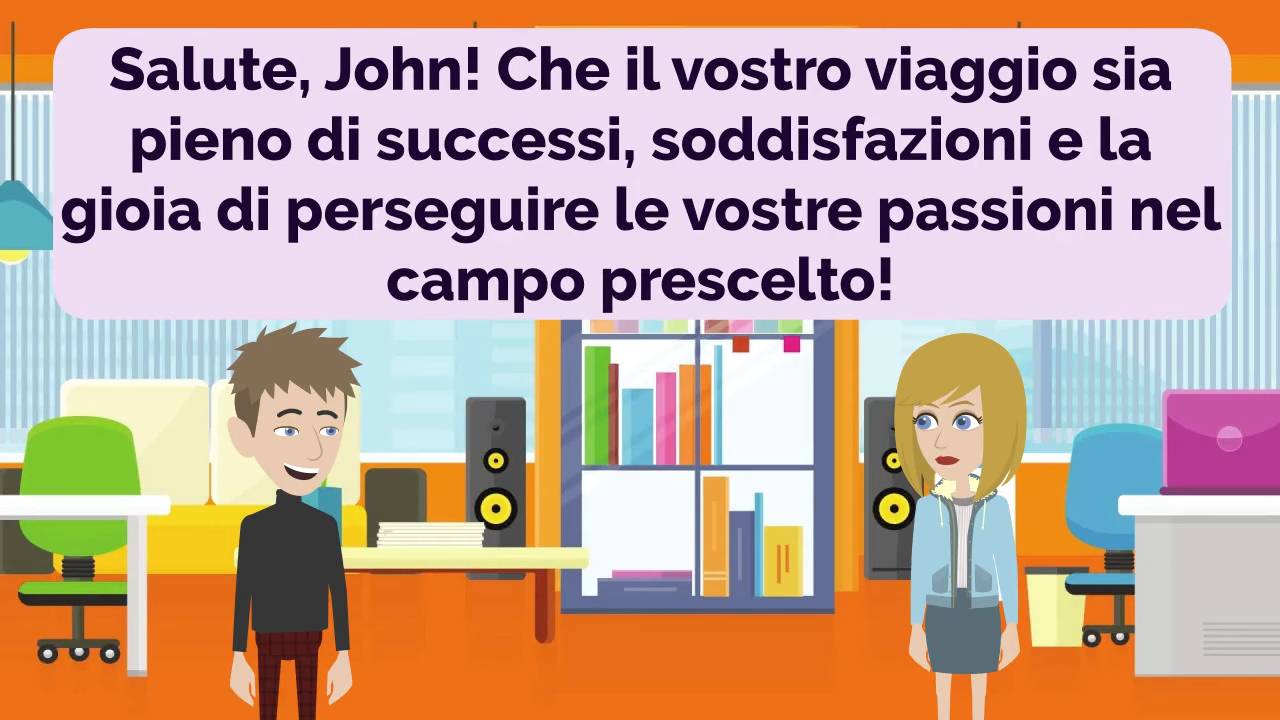 Salute, John! Che il vostro viaggio sia
pieno di successi, soddisfazioni e la
gioia di perseguire le vostre passioni nel
campo prescelto!